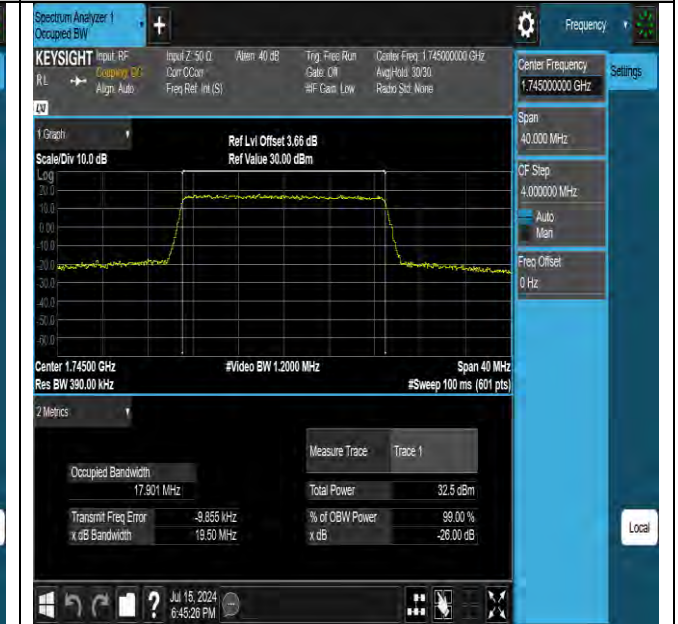 Spectrum Analyzer 1
Occupied BW
+
Frequency
KEYSIGHT
Input: RF
Coupling: DC
Align: Auto
RL
LXI
Input Z: 50 Ω
Corr CCorr
Freq Ref: Int (S)
Atten: 40 dB
Trig: Free Run
Gate: Off
#IF Gain: Low
Center Freq: 1.745000000 GHz
Avg|Hold: 30/30
Radio Std: None
Center Frequency
1.745000000 GHz
Settings
Span
40.000 MHz
CF Step
4.000000 MHz
Auto
Man
Freq Offset
0 Hz
1 Graph
Scale/Div 10.0 dB
Ref Lvl Offset 3.66 dB
Ref Value 30.00 dBm
Log
20.0
10.0
0.00
-10.0
-20.0
-30.0
-40.0
-50.0
-60.0
Center 1.74500 GHz
#Video BW 1.2000 MHz
Span 40 MHz
Res BW 390.00 kHz
#Sweep 100 ms (601 pts)
2 Metrics
Measure Trace
Trace 1
Occupied Bandwidth
17.901 MHz
Total Power
32.5 dBm
Transmit Freq Error
-9.855 kHz
% of OBW Power
99.00 %
x dB Bandwidth
19.50 MHz
x dB
-26.00 dB
Local
?
Jul 15, 2024
6:45:26 PM